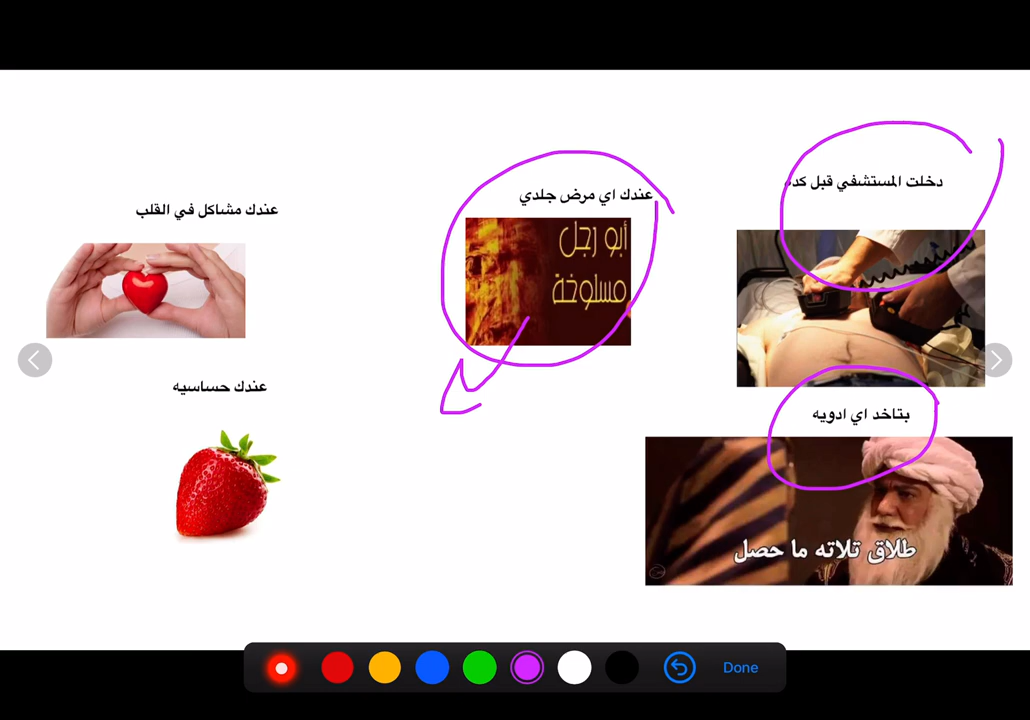 دخلت المستشفي قبل كده
عندك اي مرض جلدي
أبو رجل
مسلوخة
عندك مشاكل في القلب
بتاخد اي ادويه
طلاق تلاته ما حصل
عندك حساسيه
Done